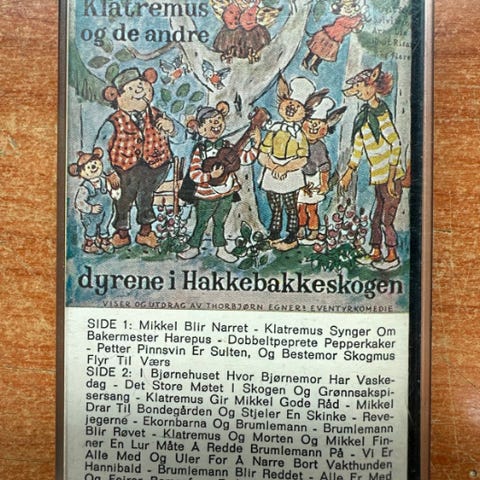 Klatremus
og de andre
dyrene i Hakkebakkeskogen
VISER OG UTDRAG AV THORBJØRN EGNERS EVENTYRKOMEDIE
SIDE 1: Mikkel Blir Narret - Klatremus Synger Om
Bakermester Harepus - Dobbeltpeprete Pepperkaker
- Petter Pinnsvin Er Sulten, Og Bestemor Skogmus
Flyr Til Værs
SIDE 2: I Bjørnehuset Hvor Bjørnemor Har Vaske-
dag - Det Store Møtet I Skogen Og Grønnsakspi-
sersang - Klatremus Gir Mikkel Gode Råd - Mikkel
Drar Til Bondegården Og Stjeler En Skinke - Reve-
jegerne - Ekornbarna Og Brumlemann - Brumlemann
Blir Røvet - Klatremus Og Morten Og Mikkel Fin-
ner En Lur Måte Å Redde Brumlemann På - Vi Er
Alle Med Og Uler For Å Narre Bort Vakthunden
Hannibald - Brumlemann Blir Reddet - Alle Er Med